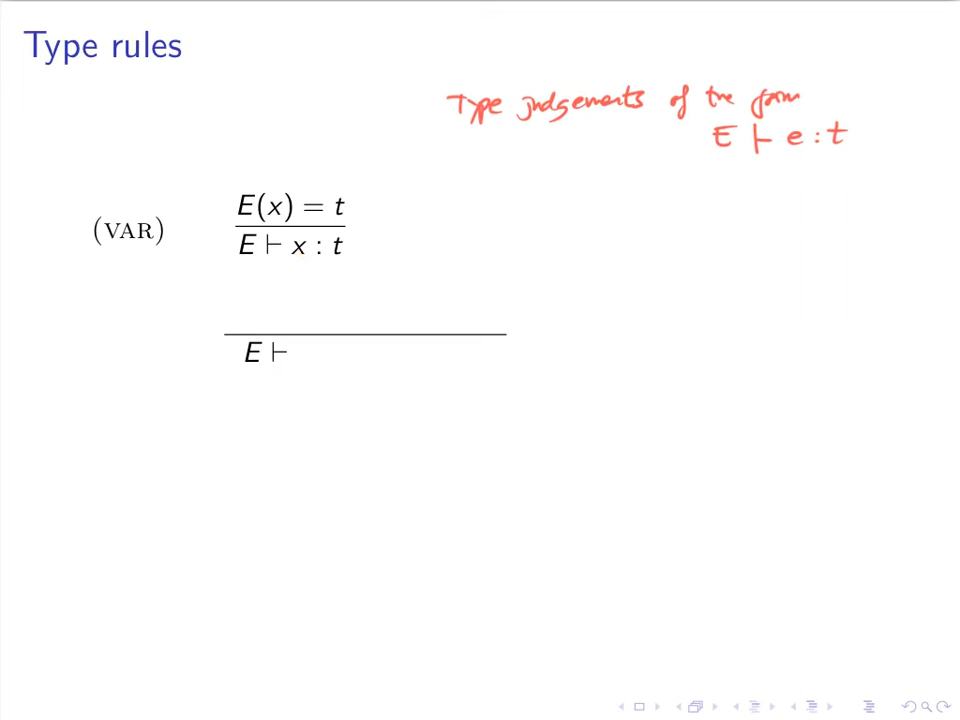 Type rules
Type judgements of the form
E ⊢ e : t
E(x) = t
(VAR)
E ⊢ x : t
E ⊢